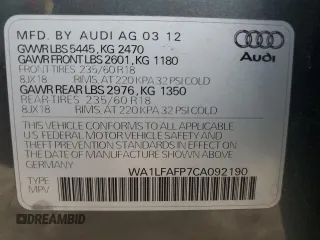 MFD. BY AUDI AG 03 12
GWWR LBS 5445, KG 2470
GAWR FRONT LBS 2601, KG 1180
FRONT-TIRES 235/60 R18
8JX18 RIMS, AT 220 KPA 32 PSI COLD
GAWR REAR LBS 2976, KG 1350
REAR TIRES 235/60 R18
8JX18 RIMS, AT 220 KPA 32 PSI COLD
Audi
THIS VEHICLE CONFORMS TO ALL APPLICABLE
U.S FEDERAL MOTOR VEHICLE SAFETY AND
THEFT PREVENTION STANDARDS IN EFFECT ON
THE DATE OF MANUFACTURE SHOWN ABOVE
WA1LFAFP7CA092190
TYPE
MPV
DREAMBID